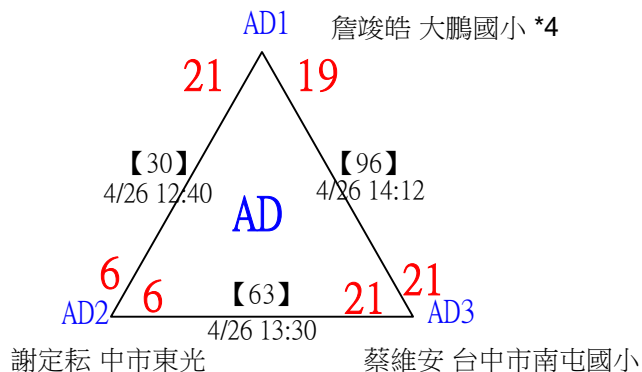 AD1 詹竣皓 大鵬國小 *4
21 19
【30】 【96】
4/26 12:40 4/26 14:12
AD
6 6 【63】 21 21
AD2 AD3
4/26 13:30
謝定耘 中市東光 蔡維安 台中市南屯國小